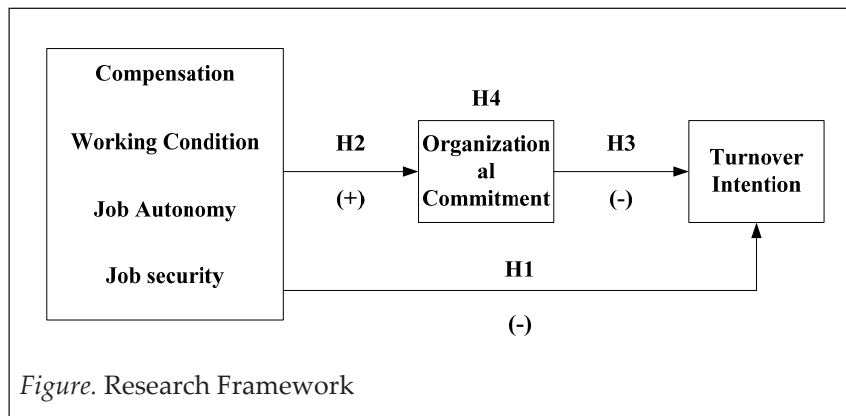 Compensation
Working Condition
Job Autonomy
Job security
H2
(+)
H4
Organization
al
Commitment
H3
(-)
Turnover
Intention
H1
(-)
Figure. Research Framework